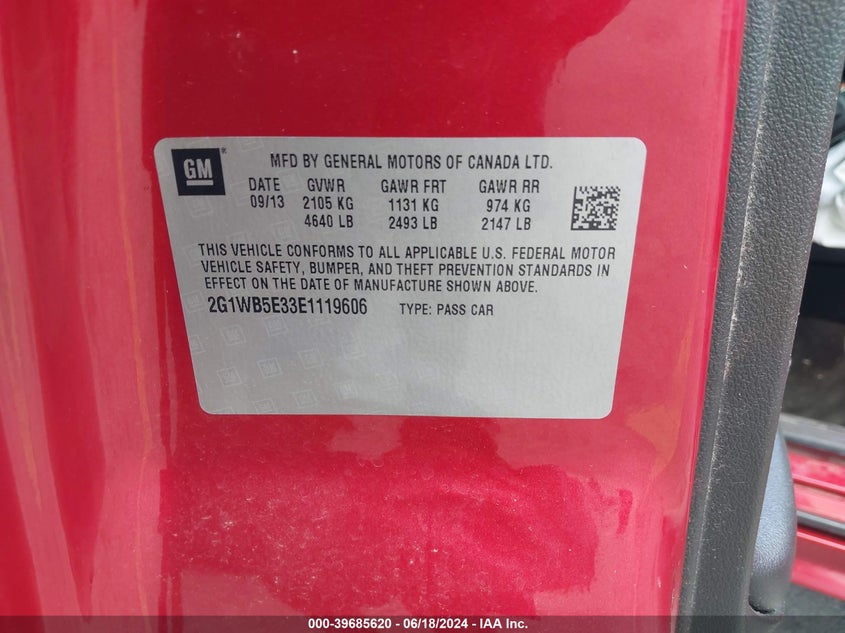 GM®
MFD BY GENERAL MOTORS OF CANADA LTD.
DATE GVWR GAWR FRT GAWR RR
09/13 2105 KG 1131 KG 974 KG
4640 LB 2493 LB 2147 LB
THIS VEHICLE CONFORMS TO ALL APPLICABLE U.S. FEDERAL MOTOR
VEHICLE SAFETY, BUMPER, AND THEFT PREVENTION STANDARDS IN
EFFECT ON THE DATE OF MANUFACTURE SHOWN ABOVE.
2G1WB5E33E1119606 TYPE: PASS CAR
000-39685620 - 06/18/2024 - IAA Inc.